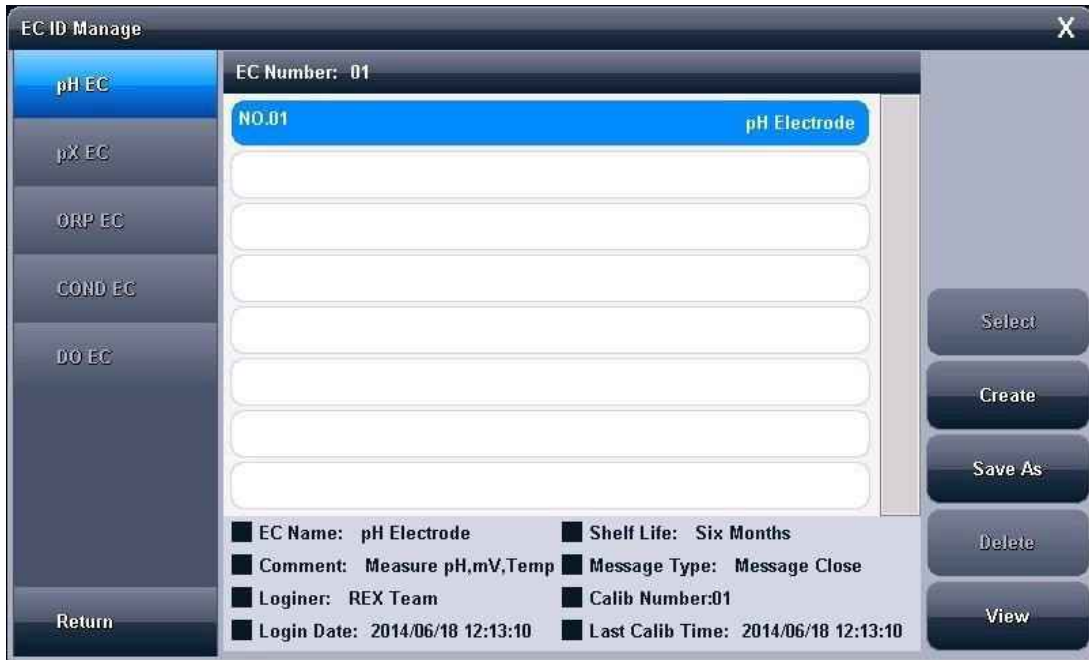 EC ID Manage X
pH EC
pX EC
ORP EC
COND EC
DO EC
Return
EC Number: 01
NO.01 pH Electrode
EC Name: pH Electrode
Shelf Life: Six Months
Comment: Measure pH,mV,Temp
Message Type: Message Close
Loginer: REX Team
Calib Number:01
Login Date: 2014/06/18 12:13:10
Last Calib Time: 2014/06/18 12:13:10
Select
Create
Save As
Delete
View